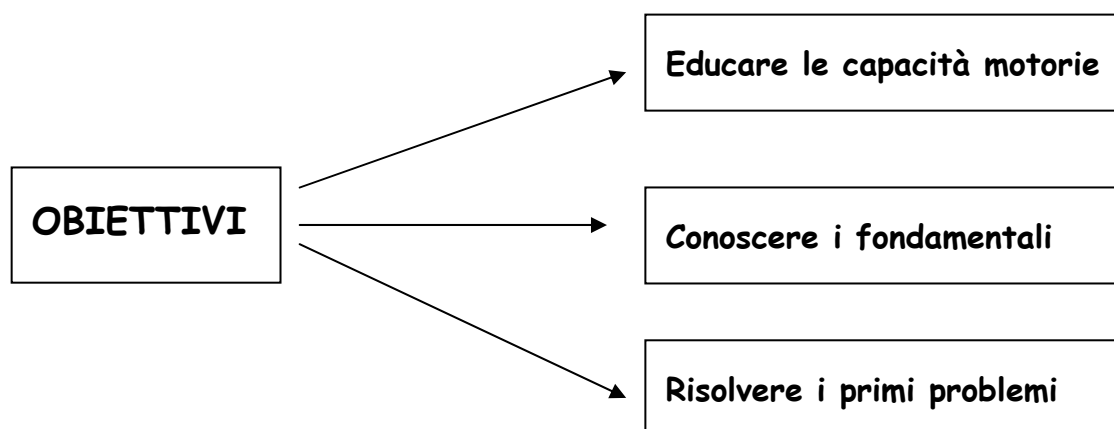 Educare le capacità motorie
OBIETTIVI
Conoscere i fondamentali
Risolvere i primi problemi